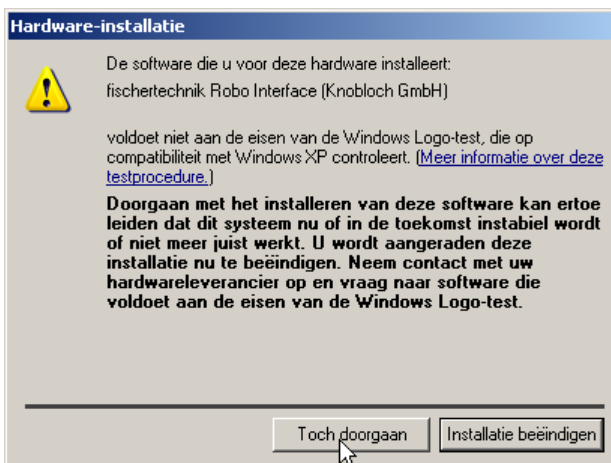 Hardware-installatie
De software die u voor deze hardware installeert:
fischertechnik Robo Interface (Knobloch GmbH)
voldoet niet aan de eisen van de Windows Logo-test, die op
compatibiliteit met Windows XP controleert. (Meer informatie over deze
testprocedure.)
Doorgaan met het installeren van deze software kan ertoe
leiden dat dit systeem nu of in de toekomst instabiel wordt
of niet meer juist werkt. U wordt aangeraden deze
installatie nu te beëindigen. Neem contact met uw
hardwareleverancier op en vraag naar software die
voldoet aan de eisen van de Windows Logo-test.
Toch doorgaan
Installatie beëindigen